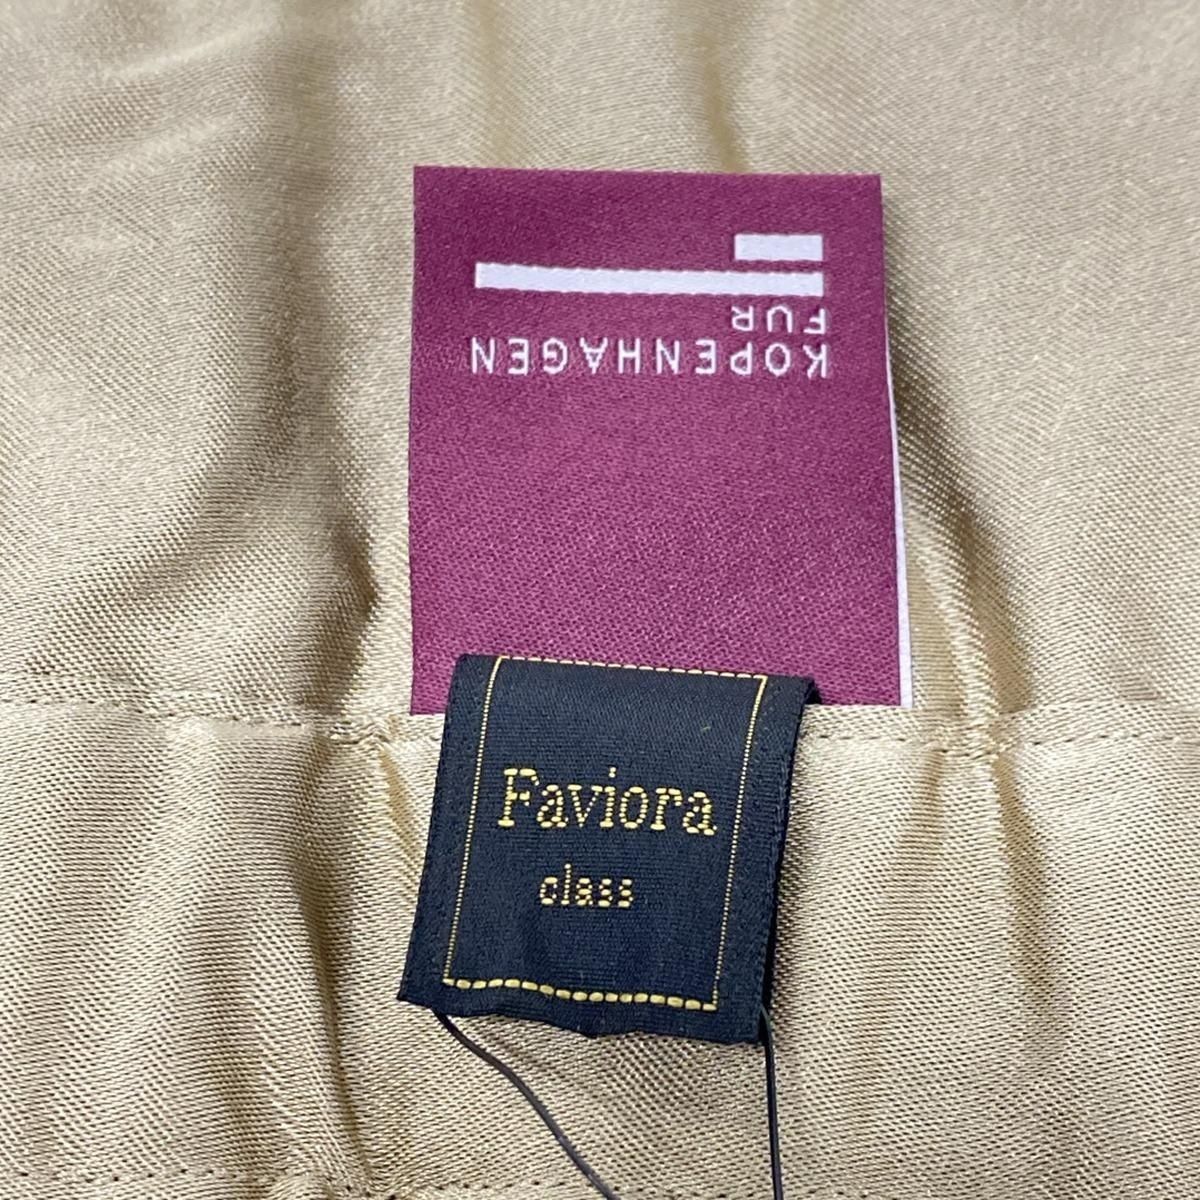 KOPENHAGEN
FUR
Faviora
class